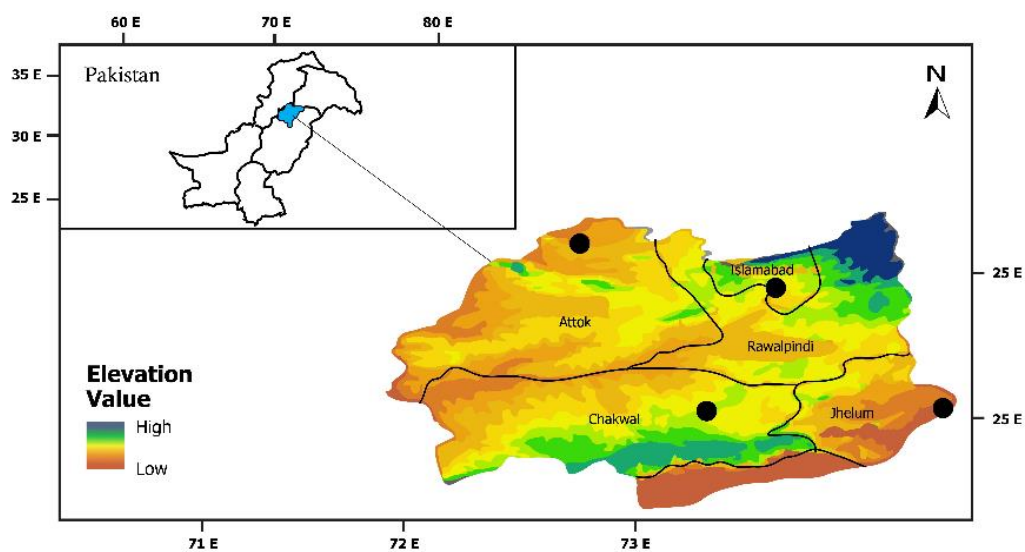 60 E 70 E 80 E
Pakistan
35 E
30 E
25 E
N
Islamabad
25 E
Attok
Rawalpindi
Elevation
Value
High
Low
Chakwal
Jhelum
25 E
71 E 72 E 73 E